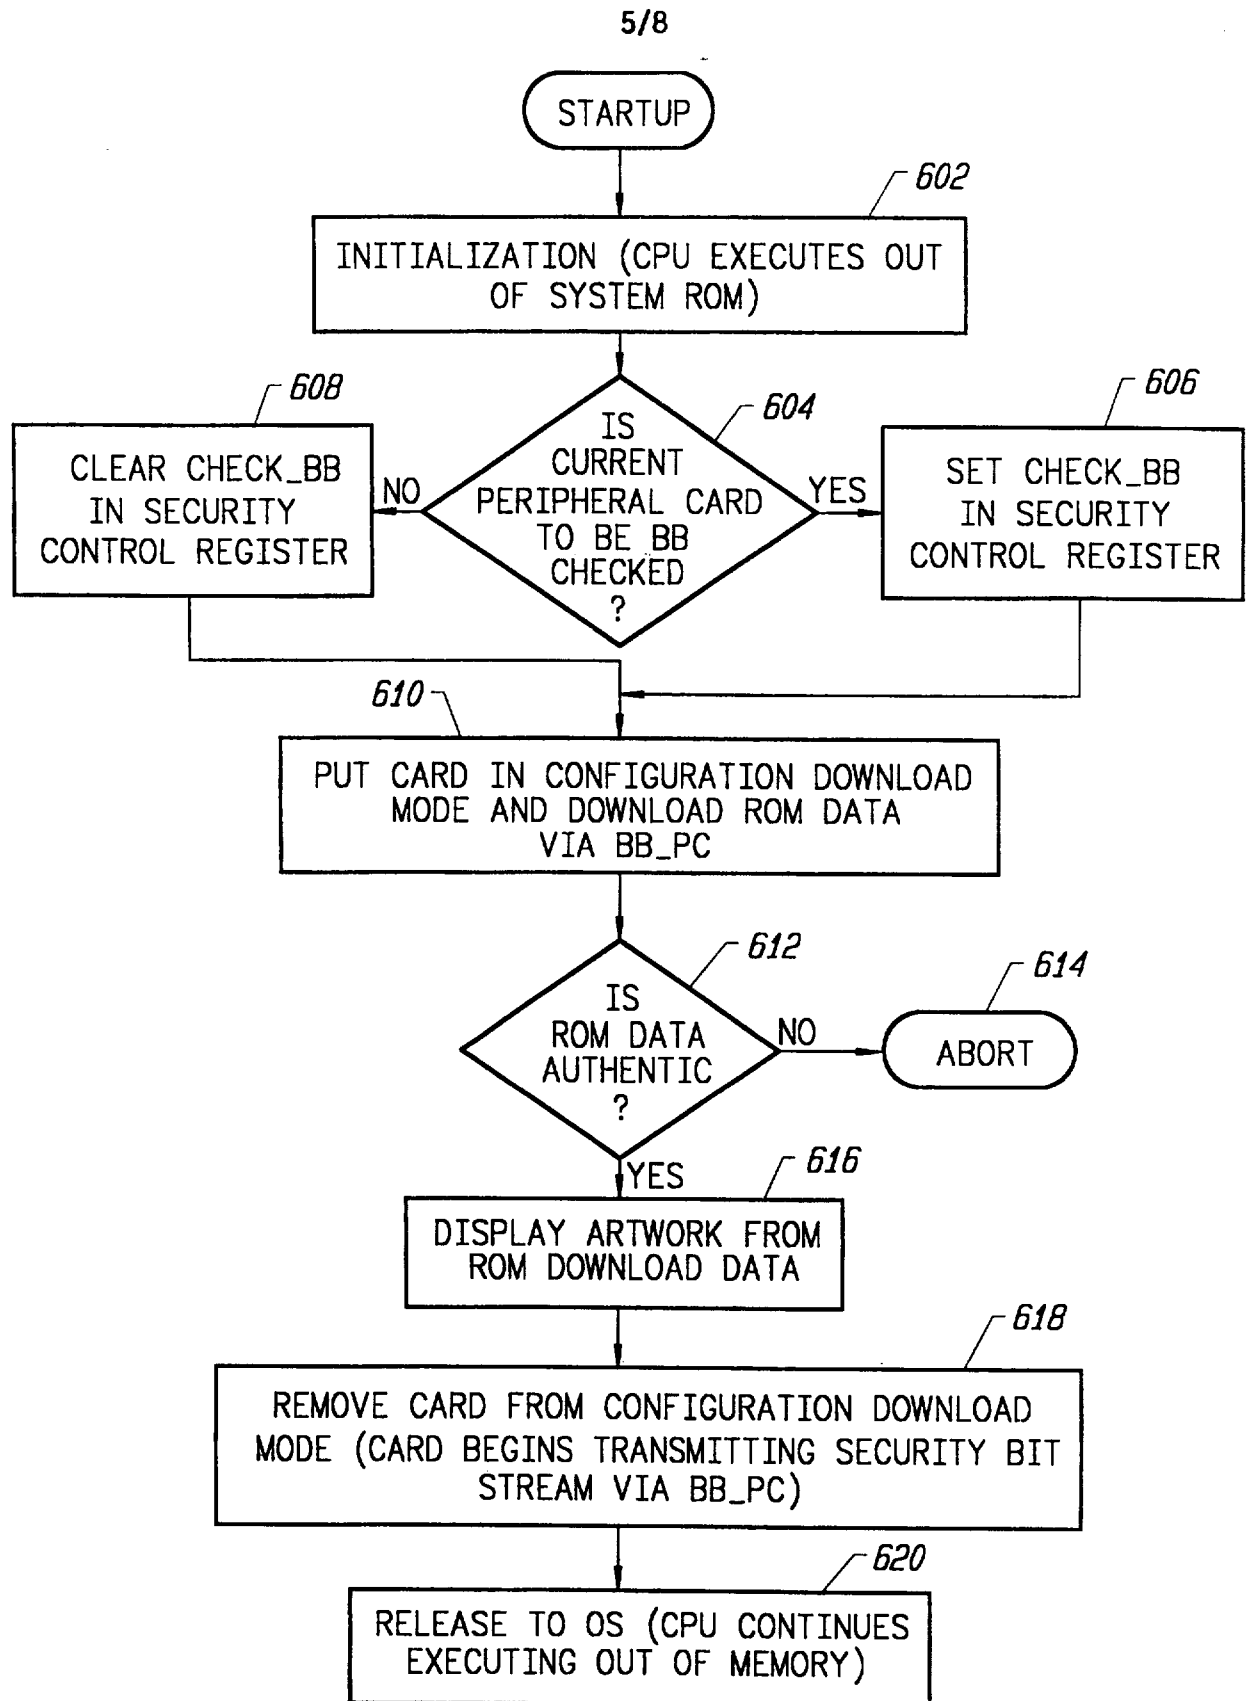 5/8
STARTUP
602
INITIALIZATION (CPU EXECUTES OUT
OF SYSTEM ROM)
608
604
606
CLEAR CHECK_BB
IN SECURITY
CONTROL REGISTER
NO
IS
CURRENT
PERIPHERAL CARD
TO BE BB
CHECKED
?
YES
SET CHECK_BB
IN SECURITY
CONTROL REGISTER
610
PUT CARD IN CONFIGURATION DOWNLOAD
MODE AND DOWNLOAD ROM DATA
VIA BB_PC
612
IS
ROM DATA
AUTHENTIC
?
NO
614
ABORT
YES
616
DISPLAY ARTWORK FROM
ROM DOWNLOAD DATA
618
REMOVE CARD FROM CONFIGURATION DOWNLOAD
MODE (CARD BEGINS TRANSMITTING SECURITY BIT
STREAM VIA BB_PC)
620
RELEASE TO OS (CPU CONTINUES
EXECUTING OUT OF MEMORY)